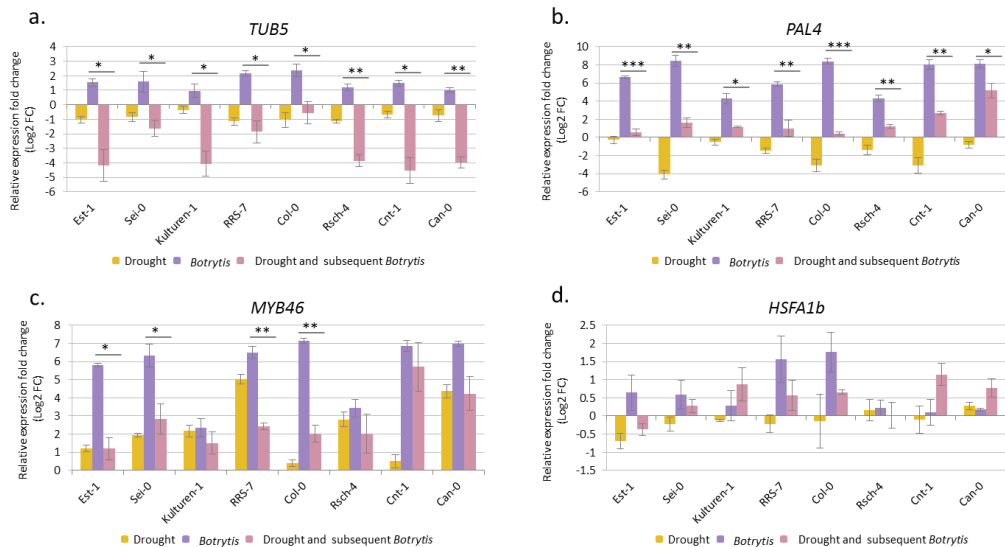 a.
TUB5
Relative expression fold change
(Log2 FC)
4
3
2
1
0
-1
-2
-3
-4
-5
-6
*
*
*
*
*
**
*
**
Est-1
Sei-0
Kulturen-1
RRS-7
Col-0
Rsch-4
Cnt-1
Can-0
Drought Botrytis Drought and subsequent Botrytis
b.
PAL4
Relative expression fold change
(Log2 FC)
10
8
6
4
2
0
-2
-4
-6
***
**
*
**
***
**
**
*
Est-1
Sei-0
Kulturen-1
RRS-7
Col-0
Rsch-4
Cnt-1
Can-0
Drought Botrytis Drought and subsequent Botrytis
c.
MYB46
Relative expression fold change
(Log2 FC)
8
7
6
5
4
3
2
1
0
*
*
**
**
Est-1
Sei-0
Kulturen-1
RRS-7
Col-0
Rsch-4
Cnt-1
Can-0
Drought Botrytis Drought and subsequent Botrytis
d.
HSFA1b
Relative expression fold change
(Log2 FC)
2.5
2
1.5
1
0.5
0
-0.5
-1
-1.5
Est-1
Sei-0
Kulturen-1
RRS-7
Col-0
Rsch-4
Cnt-1
Can-0
Drought Botrytis Drought and subsequent Botrytis